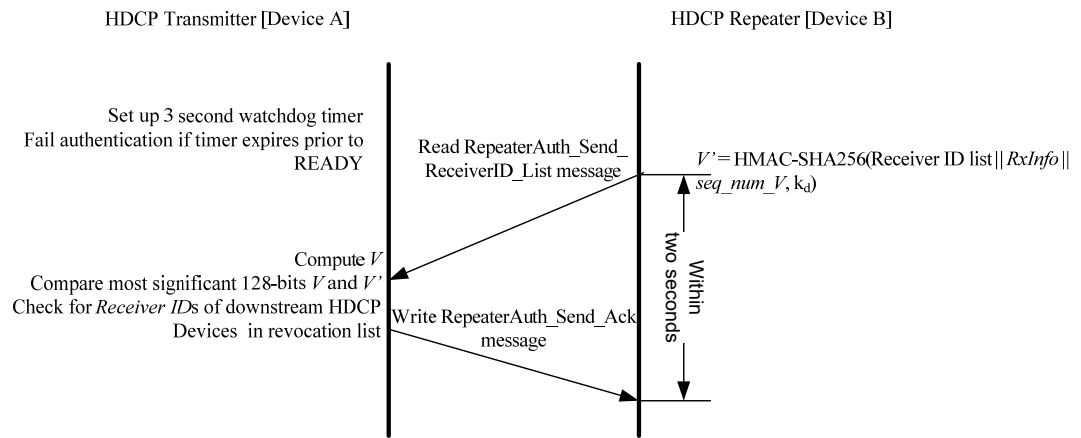 HDCP Transmitter [Device A]
HDCP Repeater [Device B]
Set up 3 second watchdog timer
Fail authentication if timer expires prior to
READY
Read RepeaterAuth_Send_
ReceiverID_List message
V’ = HMAC-SHA256(Receiver ID list || RxInfo ||
seq_num_V, kd)
Within
two seconds
Compute V
Compare most significant 128-bits V and V’
Check for Receiver IDs of downstream HDCP
Devices in revocation list
Write RepeaterAuth_Send_Ack
message